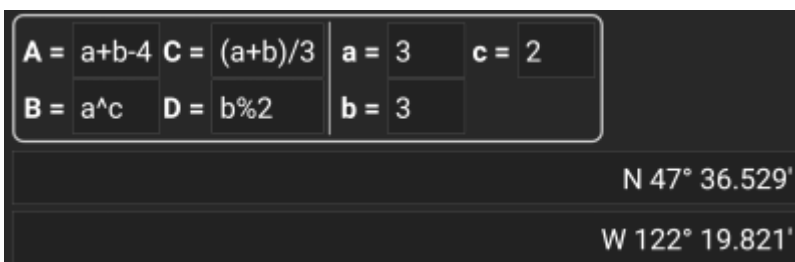 A = a+b-4 C = (a+b)/3 a = 3 c = 2
B = a^c D = b%2 b = 3
N 47° 36.529'
W 122° 19.821'